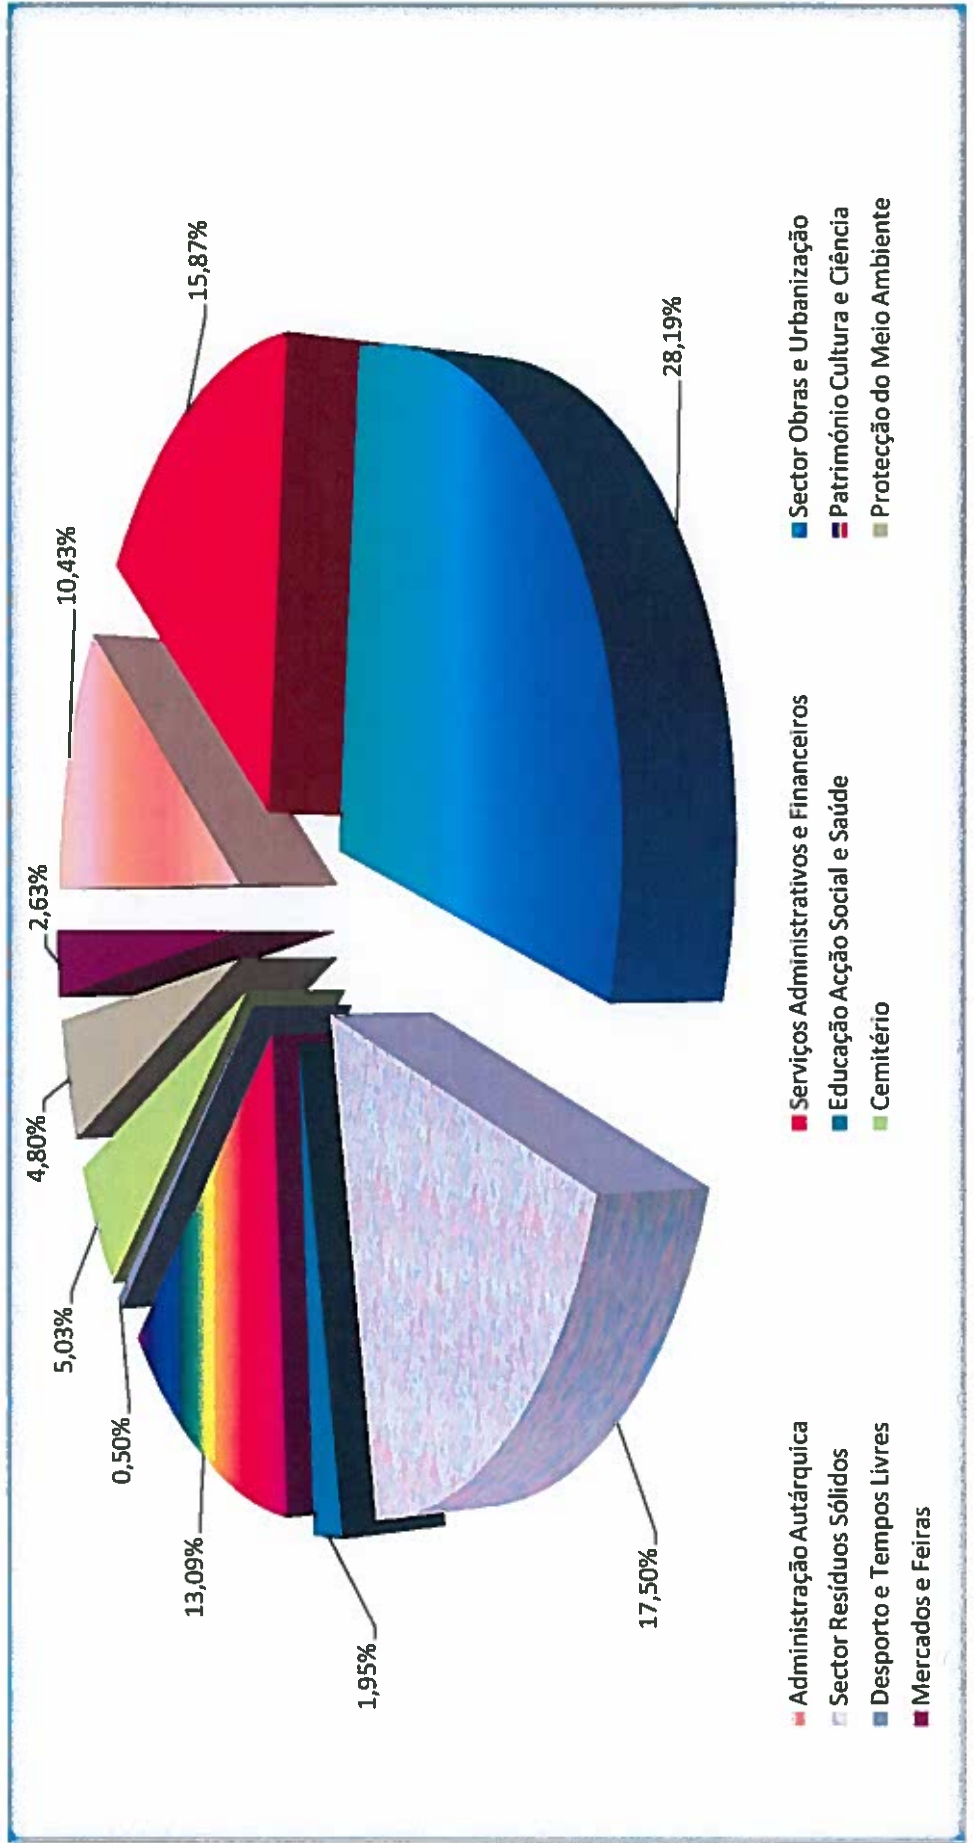 4,80%
2,63%
5,03%
10,43%
0,50%
13,09%
15,87%
1,95%
17,50%
28,19%
Administração Autárquica
Serviços Administrativos e Financeiros
Sector Obras e Urbanização
Sector Resíduos Sólidos
Educação Acção Social e Saúde
Património Cultura e Ciência
Desporto e Tempos Livres
Cemitério
Protecção do Meio Ambiente
Mercados e Feiras